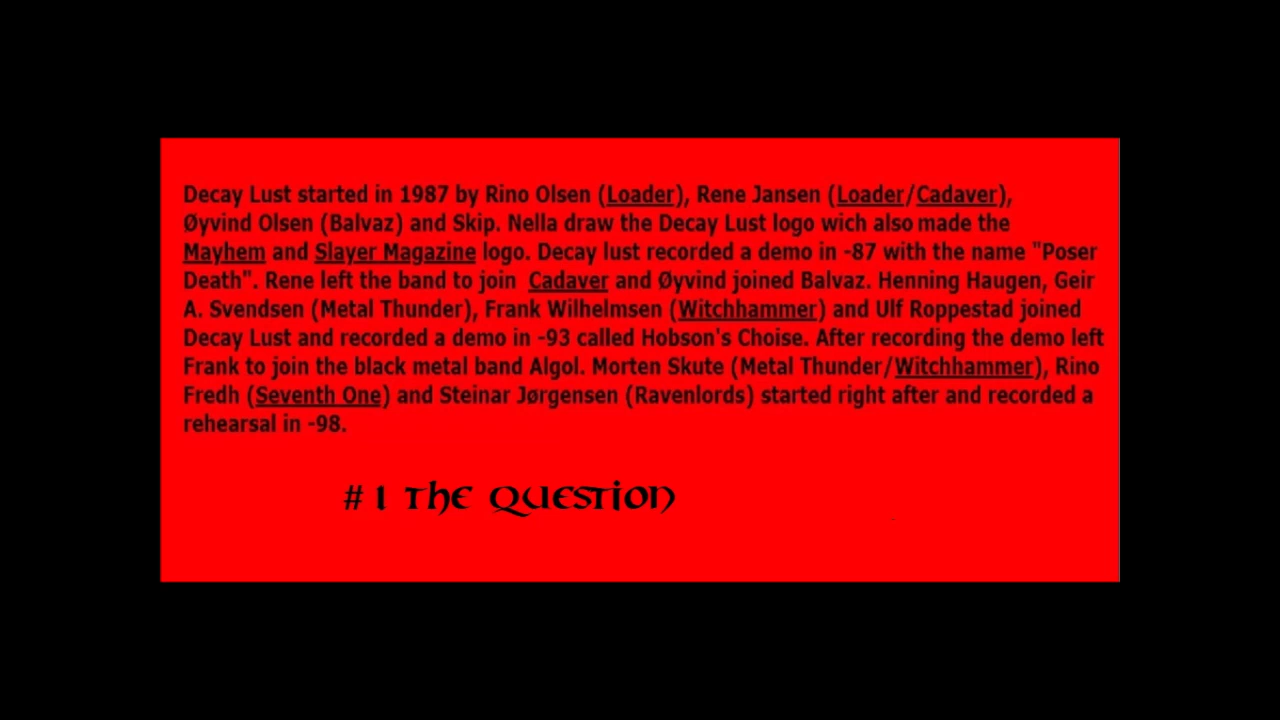 Decay Lust started in 1987 by Rino Olsen (Loader), Rene Jansen (Loader/Cadaver),
Øyvind Olsen (Balvaz) and Skip. Nella draw the Decay Lust logo wich also made the
Mayhem and Slayer Magazine logo. Decay lust recorded a demo in -87 with the name "Poser
Death". Rene left the band to join Cadaver and Øyvind joined Balvaz. Henning Haugen, Geir
A. Svendsen (Metal Thunder), Frank Wilhelmsen (Witchhammer) and Ulf Roppestad joined
Decay Lust and recorded a demo in -93 called Hobson's Choise. After recording the demo left
Frank to join the black metal band Algol. Morten Skute (Metal Thunder/Witchhammer), Rino
Fredh (Seventh One) and Steinar Jørgensen (Ravenlords) started right after and recorded a
rehearsal in -98.
# 1 The Question